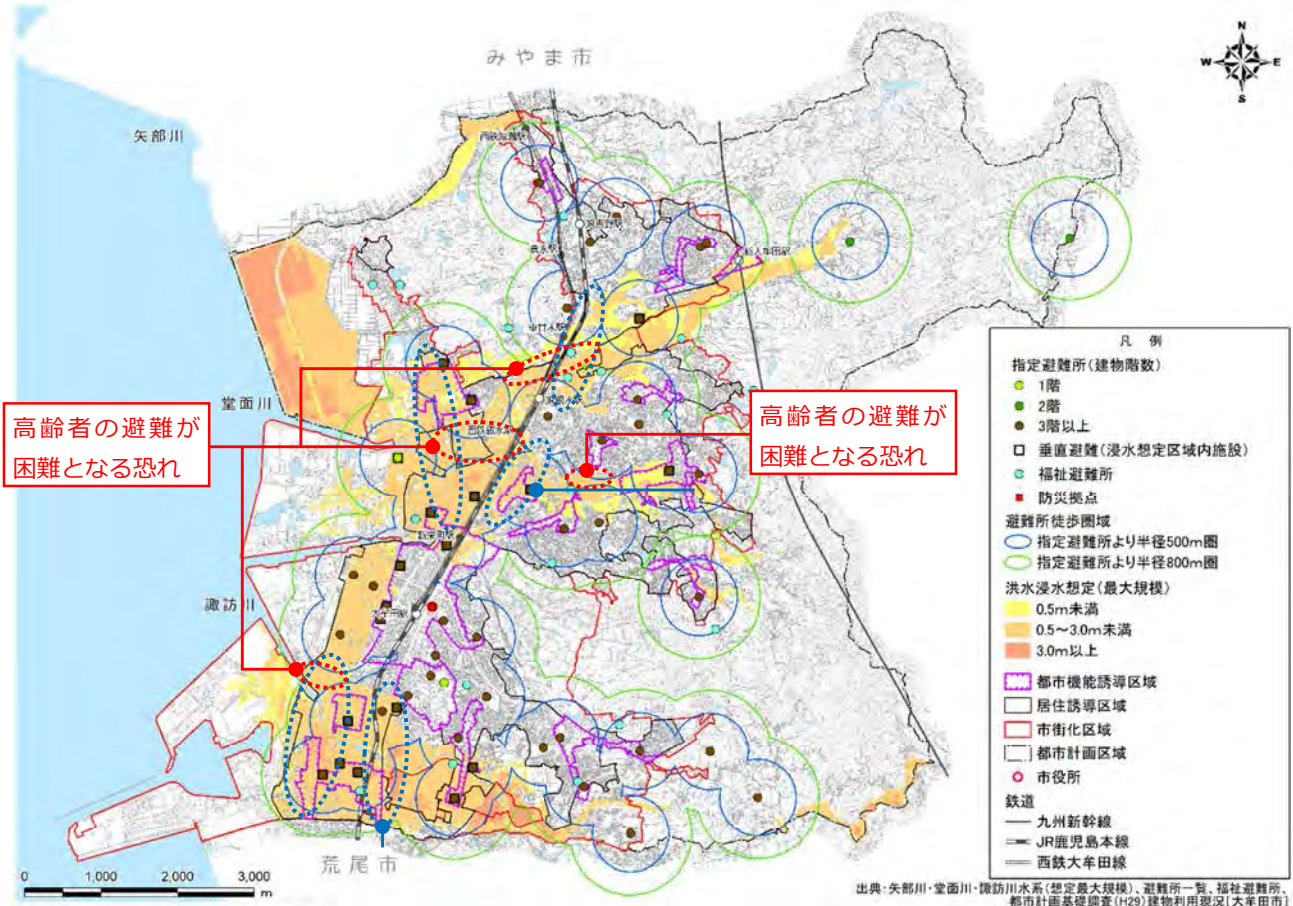 みやま市
N
W
E
S
矢部川
新大牟田駅
堂面川
高齢者の避難が
困難となる恐れ
高齢者の避難が
困難となる恐れ
諏訪川
荒尾市
0 1,000 2,000 3,000
m
凡 例
指定避難所(建物階数)
1階
2階
3階以上
垂直避難(浸水想定区域内施設)
福祉避難所
防災拠点
避難所徒歩圏域
指定避難所より半径500m圏
指定避難所より半径800m圏
洪水浸水想定(最大規模)
0.5m未満
0.5~3.0m未満
3.0m以上
都市機能誘導区域
居住誘導区域
市街化区域
都市計画区域
市役所
鉄道
九州新幹線
JR鹿児島本線
西鉄大牟田線
出典:矢部川・堂面川・諏訪川水系(想定最大規模)、避難所一覧、福祉避難所、
都市計画基礎調査(H29)建物利用現況[大牟田市]